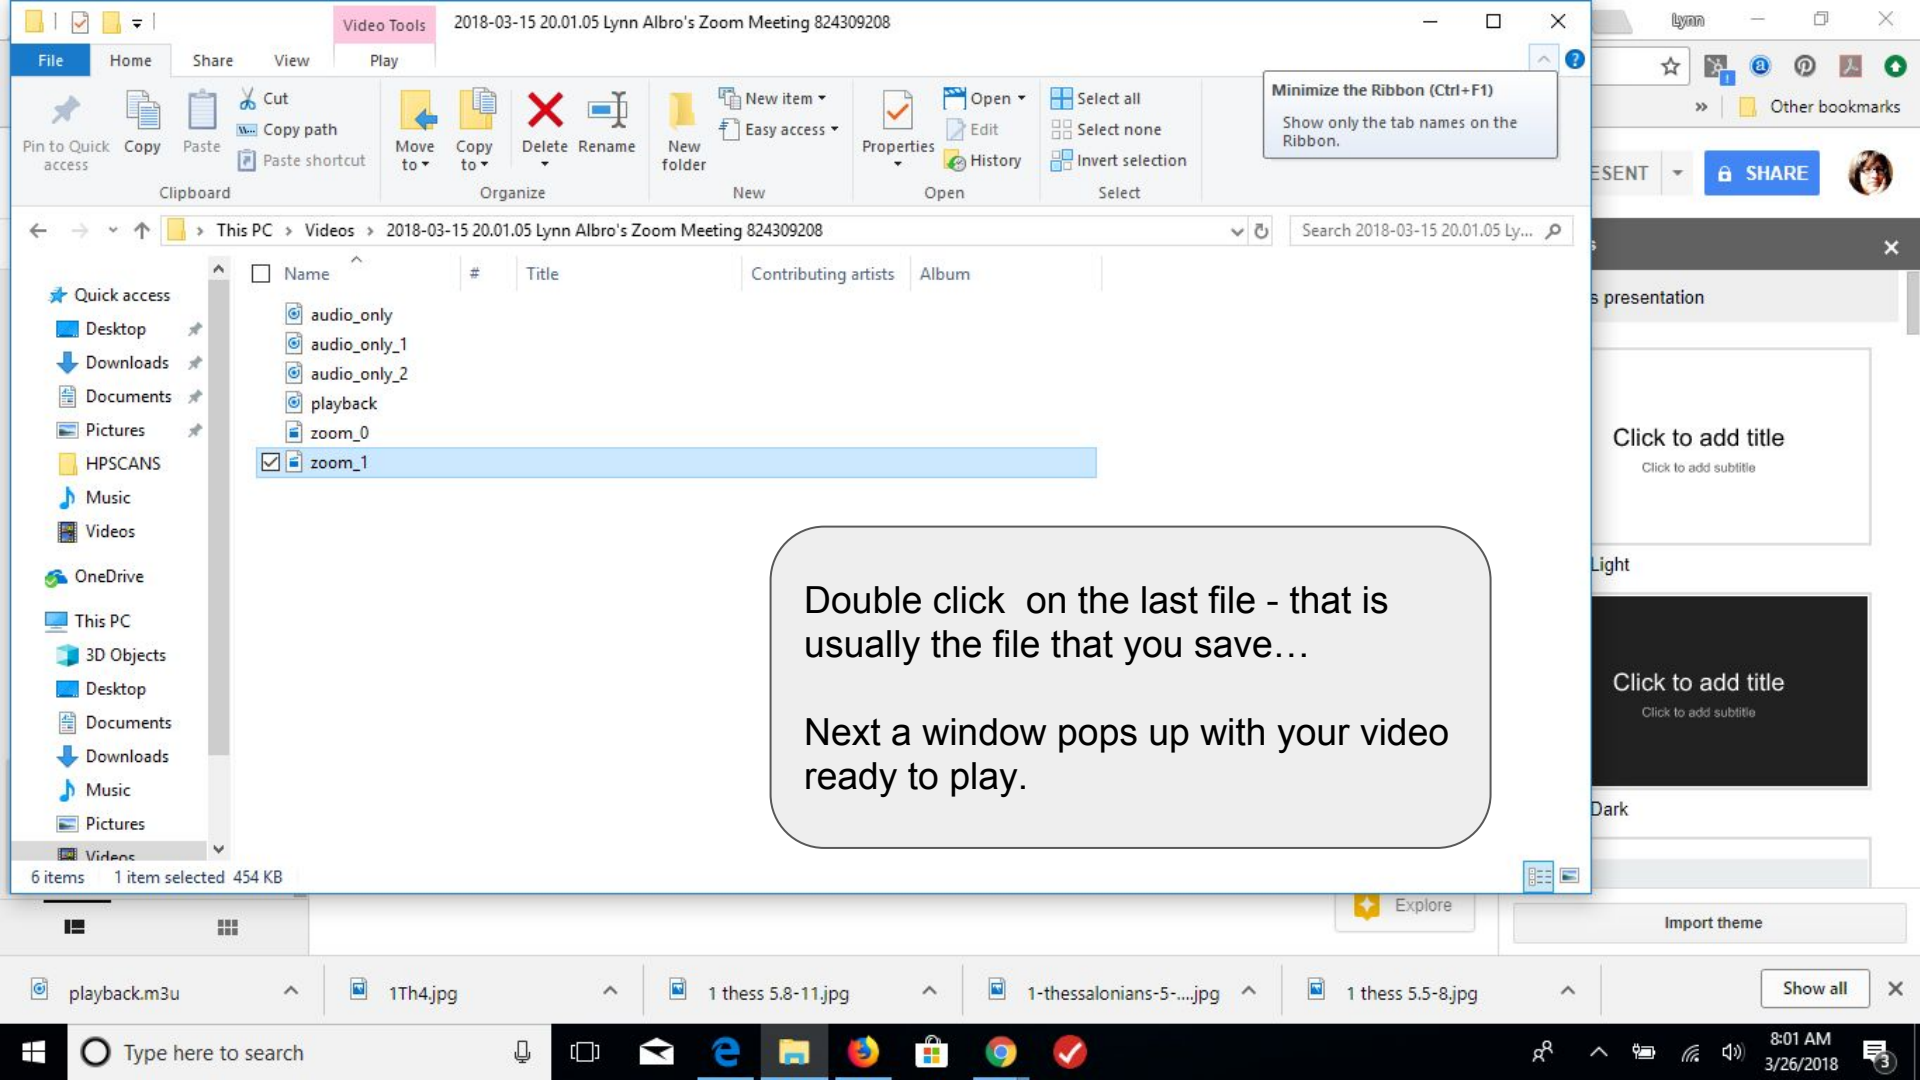 Video Tools
2018-03-15 20.01.05 Lynn Albro's Zoom Meeting 824309208
Lynn
File Home Share View Play
Cut
Copy path
Paste shortcut
Pin to Quick access
Copy
Paste
Clipboard
Move to
Copy to
Delete
Rename
Organize
New folder
New item
Easy access
New
Properties
Open
Edit
History
Open
Select all
Select none
Invert selection
Select
Minimize the Ribbon (Ctrl+F1)
Show only the tab names on the
Ribbon.
Other bookmarks
ESENT
SHARE
This PC > Videos > 2018-03-15 20.01.05 Lynn Albro's Zoom Meeting 824309208
Search 2018-03-15 20.01.05 Ly...
Name # Title Contributing artists Album
audio_only
audio_only_1
audio_only_2
playback
zoom_0
zoom_1
Quick access
Desktop
Downloads
Documents
Pictures
HPSCANS
Music
Videos
OneDrive
This PC
3D Objects
Desktop
Documents
Downloads
Music
Pictures
Videos
6 items 1 item selected 454 KB
Double click on the last file - that is
usually the file that you save…
Next a window pops up with your video
ready to play.
s presentation
Click to add title
Click to add subtitle
Light
Click to add title
Click to add subtitle
Dark
Explore
Import theme
playback.m3u
1Th4.jpg
1 thess 5.8-11.jpg
1-thessalonians-5-....jpg
1 thess 5.5-8.jpg
Show all
Type here to search
8:01 AM
3/26/2018
3